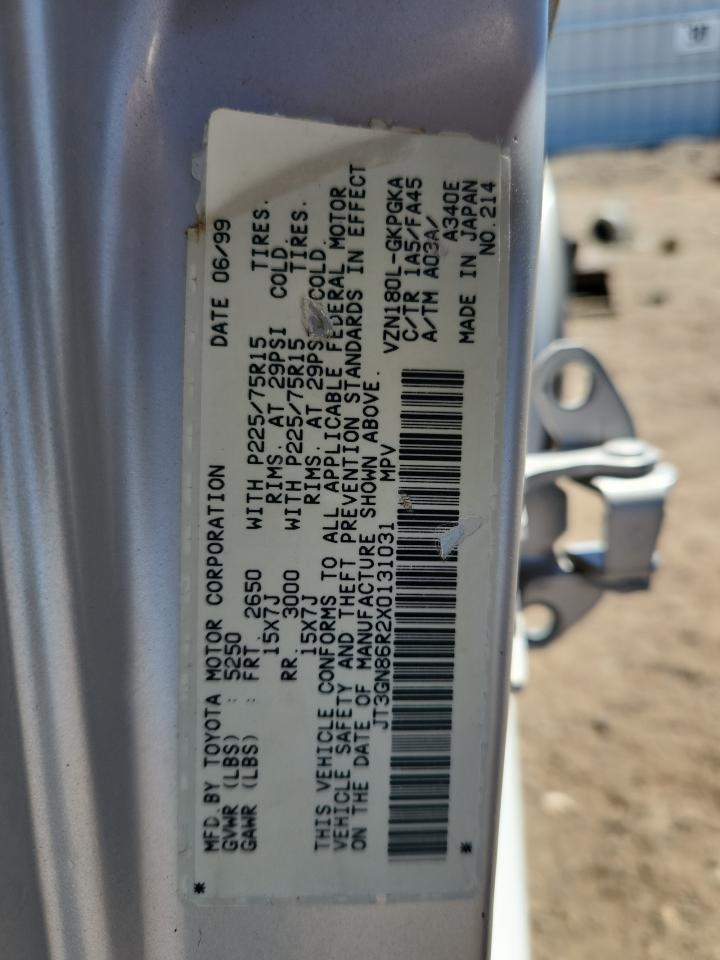 MFD. BY TOYOTA MOTOR CORPORATION DATE 06/99
GVWR (LBS) : 5250
GAWR (LBS) : FRT. 2650 WITH P225/75R15 TIRES.
15X7J RIMS. AT 29PSI COLD.
RR. 3000 WITH P225/75R15 TIRES.
15X7J RIMS. AT 29PSI COLD.
THIS VEHICLE CONFORMS TO ALL APPLICABLE FEDERAL MOTOR
VEHICLE SAFETY AND THEFT PREVENTION STANDARDS IN EFFECT
ON THE DATE OF MANUFACTURE SHOWN ABOVE.
JT3GN86R2X0131031 MPV
VZN180L-GKPGKA
C/TR 1A5/FA45
A/TM A03A/ A340E
MADE IN JAPAN
* * NO.214